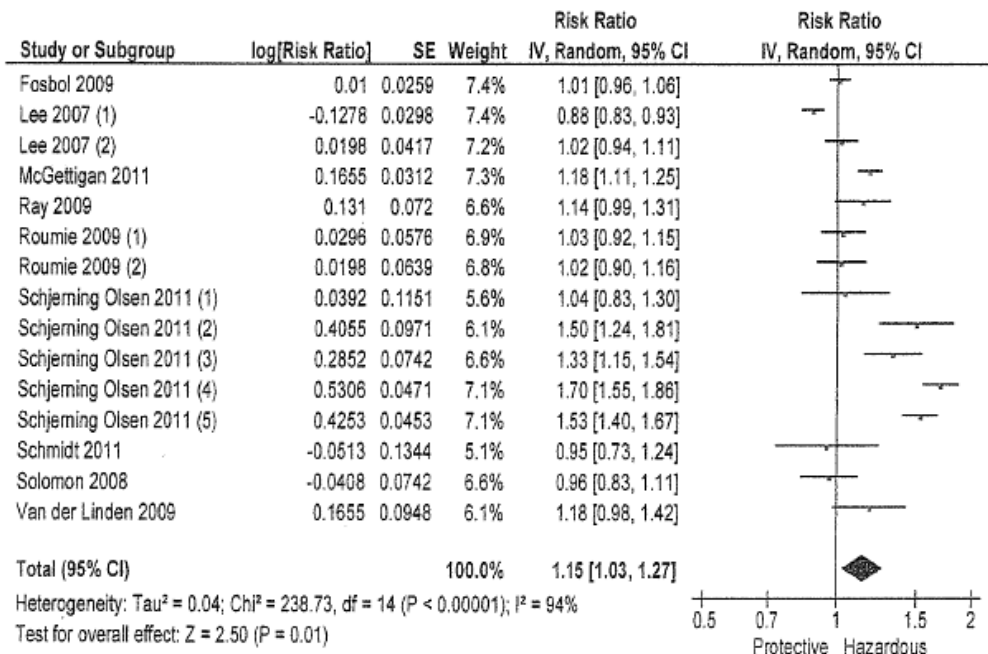 Risk Ratio Risk Ratio
Study or Subgroup log[Risk Ratio] SE Weight IV, Random, 95% CI IV, Random, 95% CI
Fosbol 2009 0.01 0.0259 7.4% 1.01 [0.96, 1.06]
Lee 2007 (1) -0.1278 0.0298 7.4% 0.88 [0.83, 0.93]
Lee 2007 (2) 0.0198 0.0417 7.2% 1.02 [0.94, 1.11]
McGettigan 2011 0.1655 0.0312 7.3% 1.18 [1.11, 1.25]
Ray 2009 0.131 0.072 6.6% 1.14 [0.99, 1.31]
Roumie 2009 (1) 0.0296 0.0576 6.9% 1.03 [0.92, 1.15]
Roumie 2009 (2) 0.0198 0.0639 6.8% 1.02 [0.90, 1.16]
Schjerning Olsen 2011 (1) 0.0392 0.1151 5.6% 1.04 [0.83, 1.30]
Schjerning Olsen 2011 (2) 0.4055 0.0971 6.1% 1.50 [1.24, 1.81]
Schjerning Olsen 2011 (3) 0.2852 0.0742 6.6% 1.33 [1.15, 1.54]
Schjerning Olsen 2011 (4) 0.5306 0.0471 7.1% 1.70 [1.55, 1.86]
Schjerning Olsen 2011 (5) 0.4253 0.0453 7.1% 1.53 [1.40, 1.67]
Schmidt 2011 -0.0513 0.1344 5.1% 0.95 [0.73, 1.24]
Solomon 2008 -0.0408 0.0742 6.6% 0.96 [0.83, 1.11]
Van der Linden 2009 0.1655 0.0948 6.1% 1.18 [0.98, 1.42]
Total (95% CI) 100.0% 1.15 [1.03, 1.27]
Heterogeneity: Tau² = 0.04; Chi² = 238.73, df = 14 (P < 0.00001); I² = 94%
Test for overall effect: Z = 2.50 (P = 0.01)
0.5 0.7 1 1.5 2
Protective Hazardous